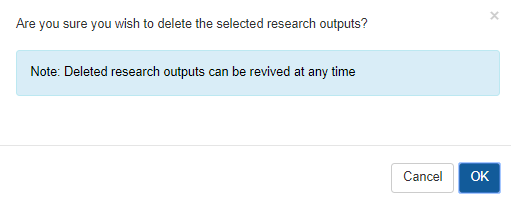 Are you sure you wish to delete the selected research outputs?
×
Note: Deleted research outputs can be revived at any time
Cancel OK